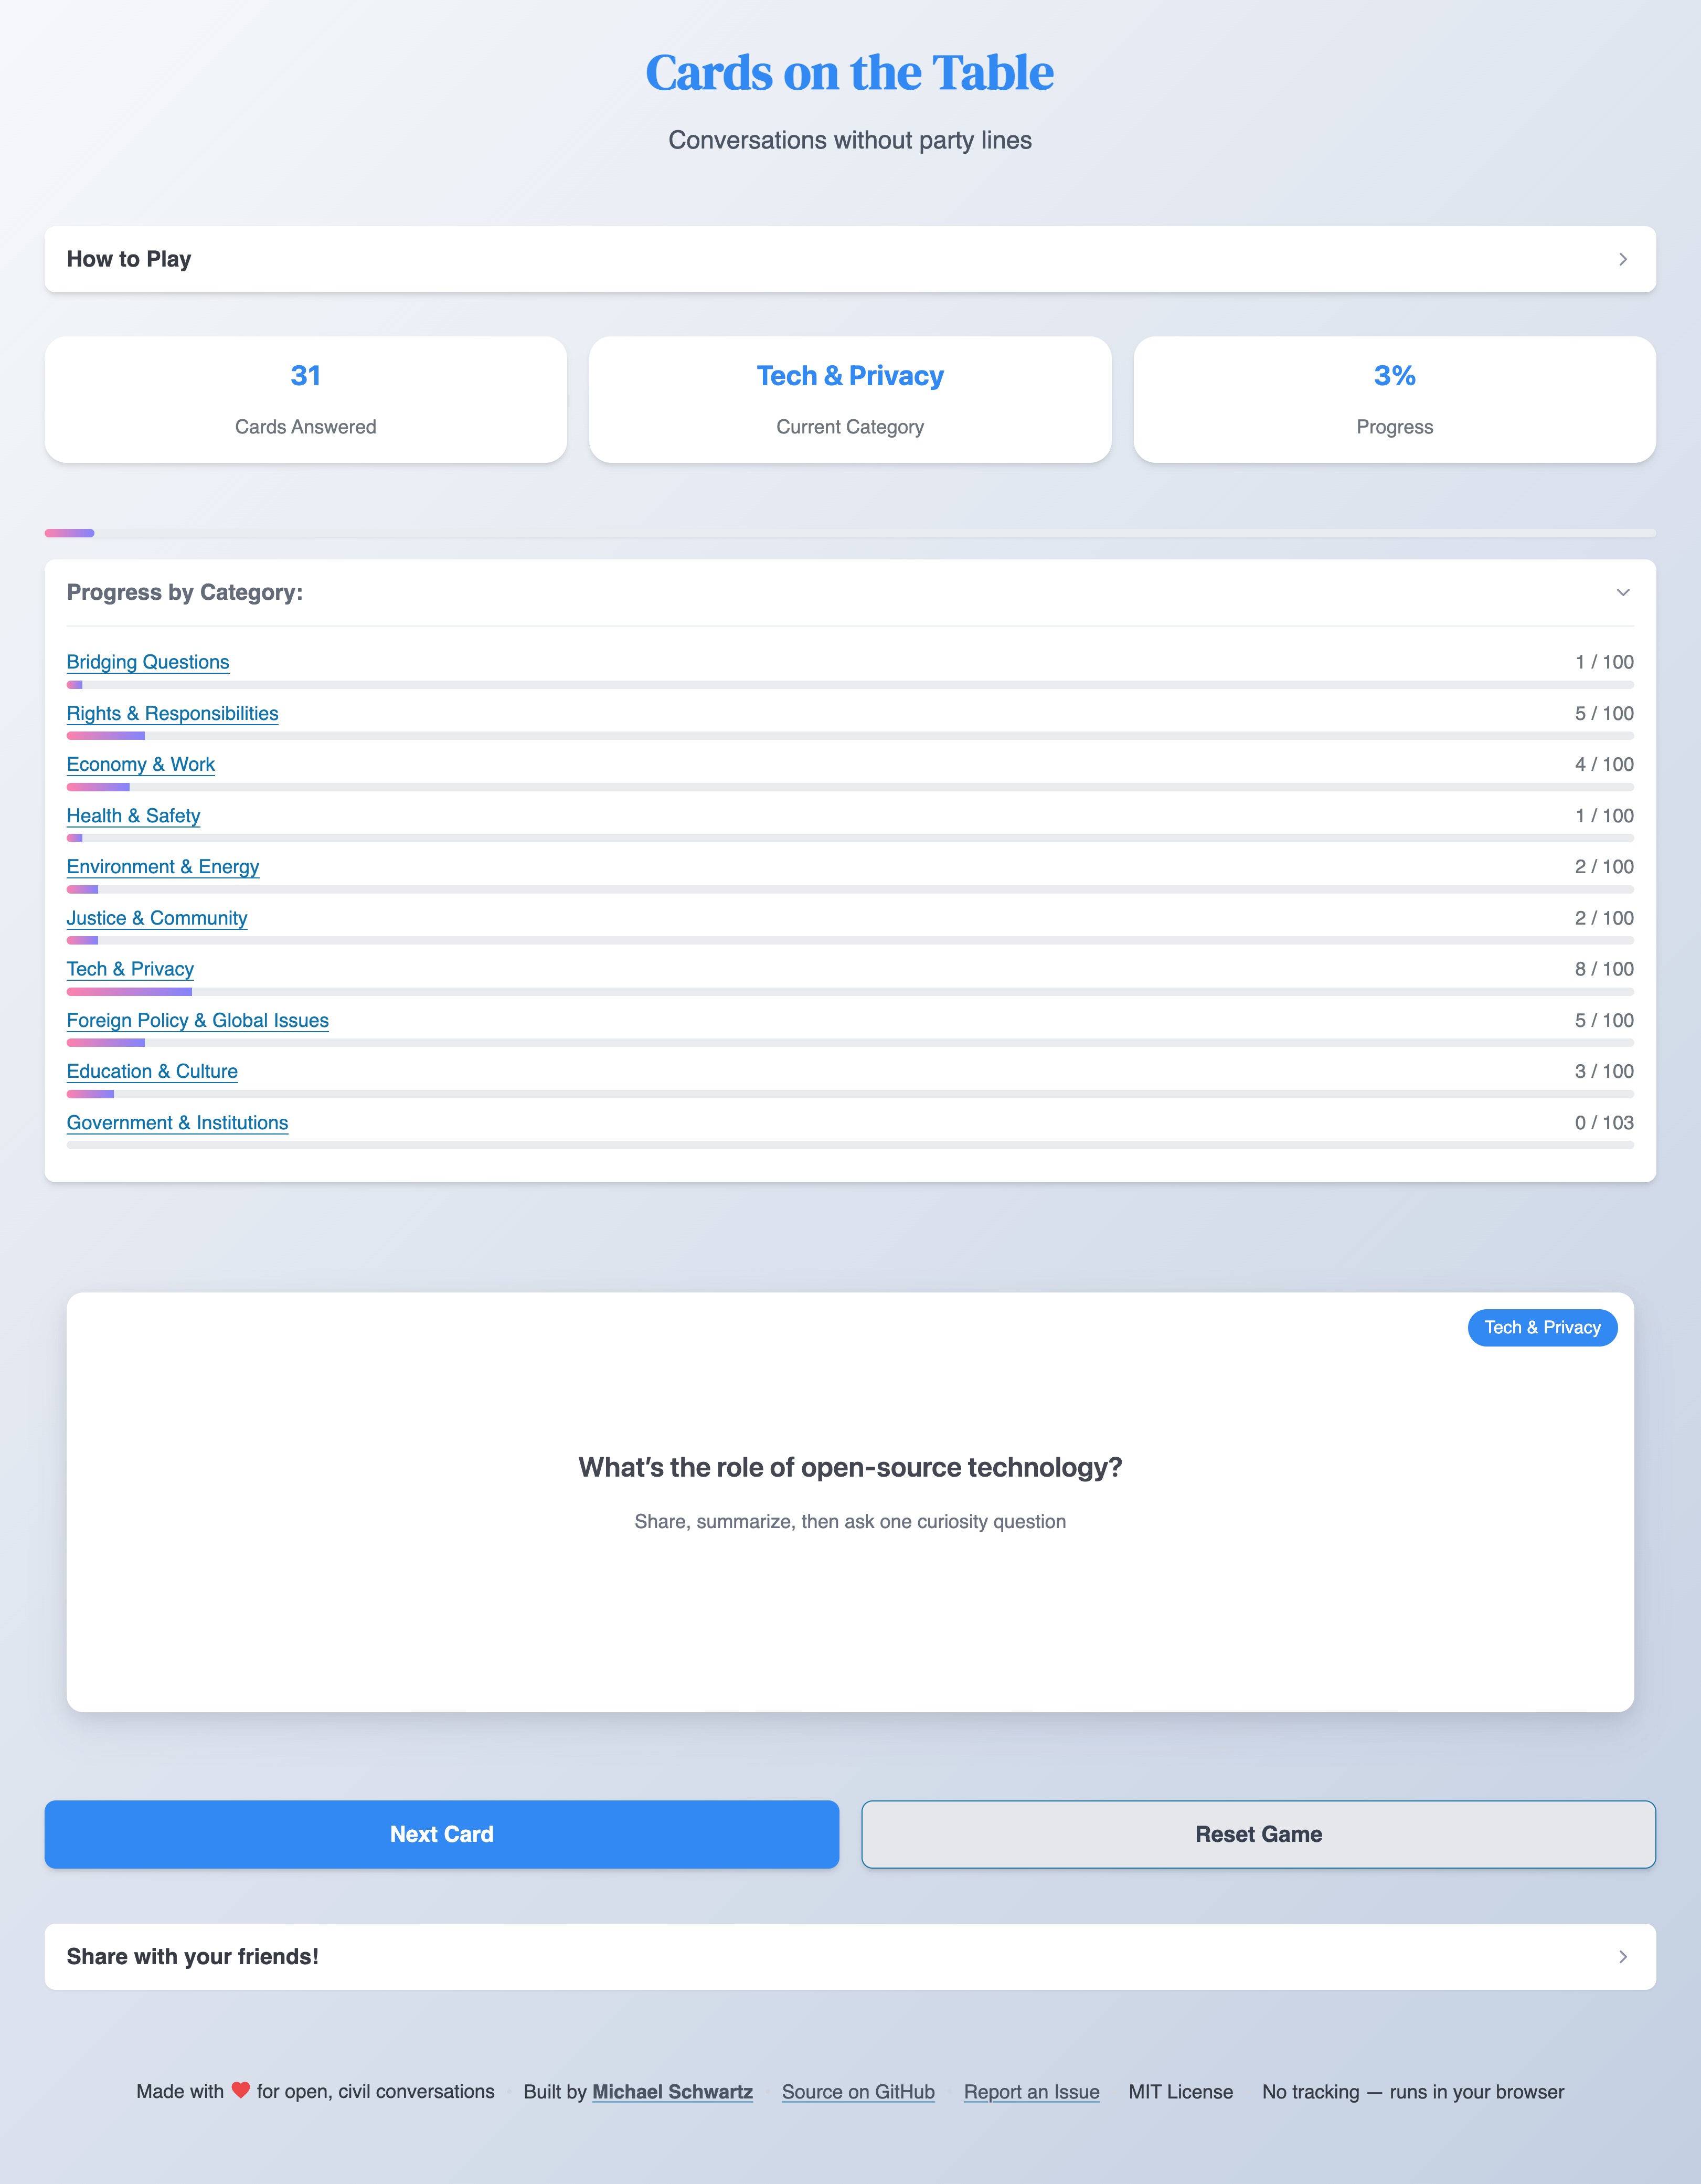 Cards on the Table
Conversations without party lines
How to Play
31
Cards Answered
Tech & Privacy
Current Category
3%
Progress
Progress by Category:
Bridging Questions 1 / 100
Rights & Responsibilities 5 / 100
Economy & Work 4 / 100
Health & Safety 1 / 100
Environment & Energy 2 / 100
Justice & Community 2 / 100
Tech & Privacy 8 / 100
Foreign Policy & Global Issues 5 / 100
Education & Culture 3 / 100
Government & Institutions 0 / 103
Tech & Privacy
What’s the role of open-source technology?
Share, summarize, then ask one curiosity question
Next Card
Reset Game
Share with your friends!
Made with ❤️ for open, civil conversations · Built by Michael Schwartz · Source on GitHub · Report an Issue MIT License No tracking — runs in your browser